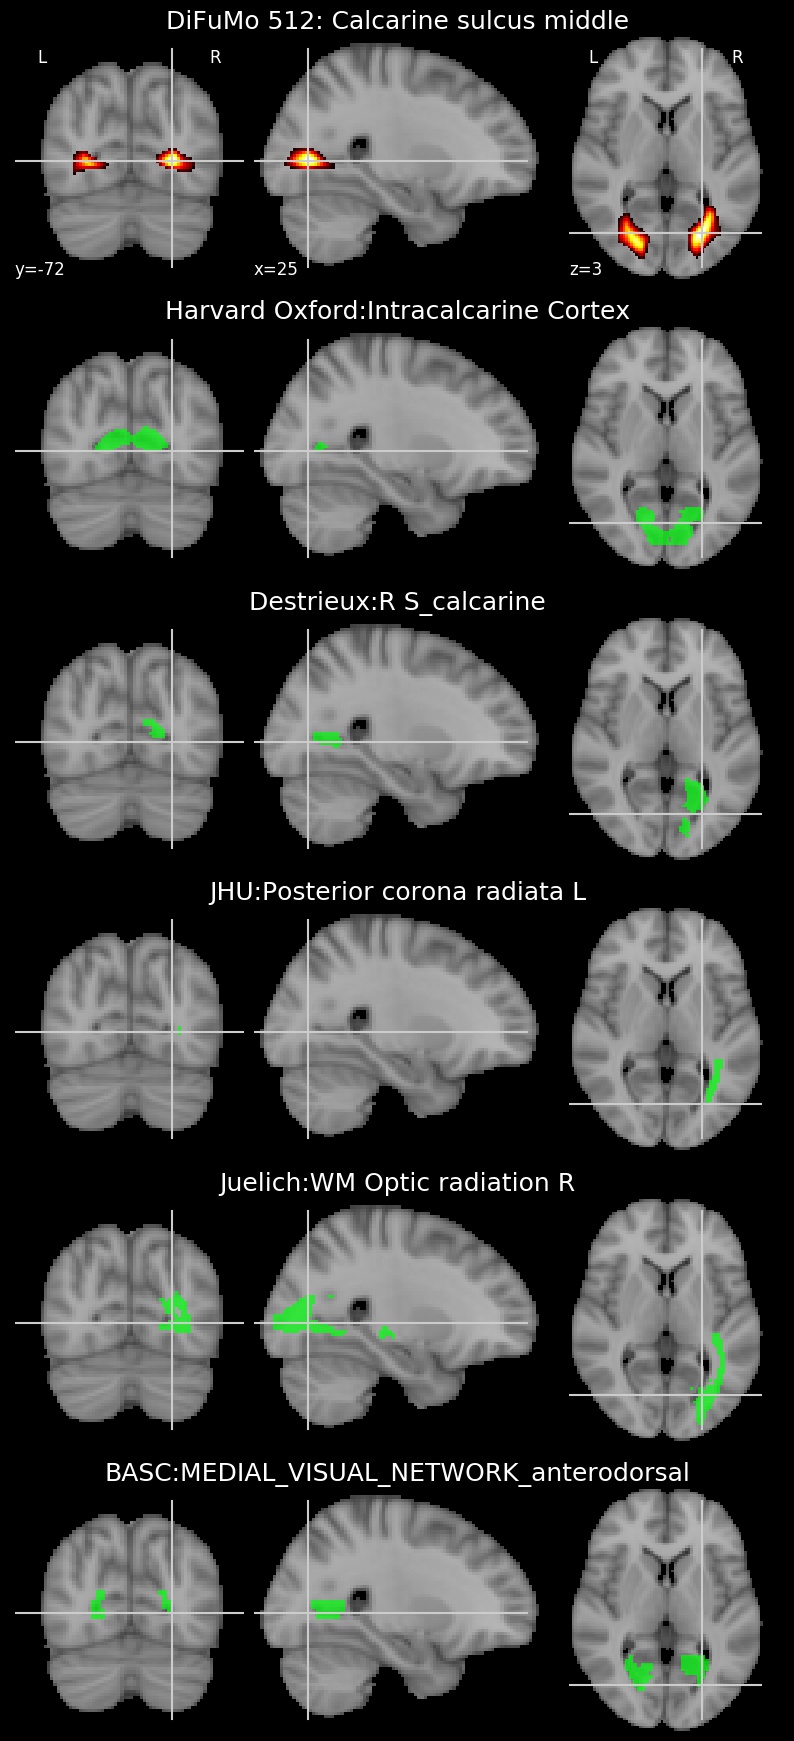 DiFuMo 512: Calcarine sulcus middle
L R L R
y=-72 x=25 z=3
Harvard Oxford:Intracalcarine Cortex
Destrieux:R S_calcarine
JHU:Posterior corona radiata L
Juelich:WM Optic radiation R
BASC:MEDIAL_VISUAL_NETWORK_anterodorsal